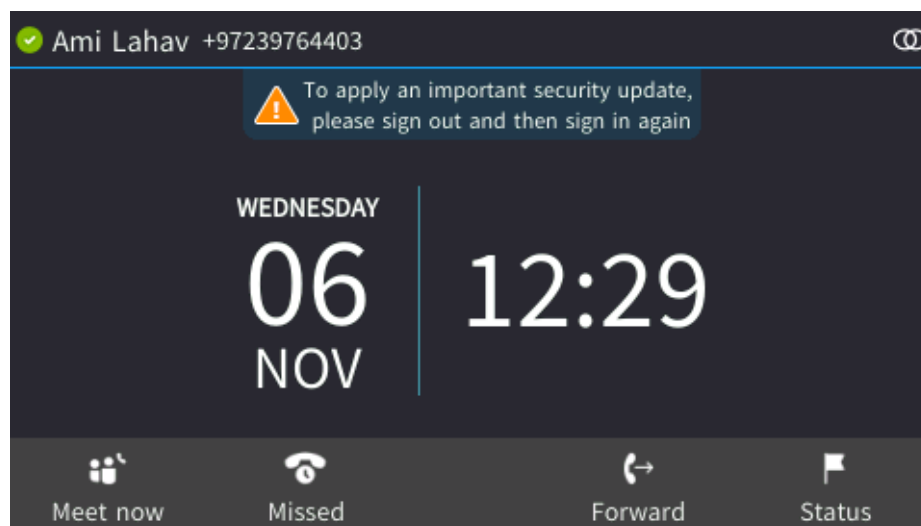 Ami Lahav +97239764403
To apply an important security update,
please sign out and then sign in again
WEDNESDAY
06
NOV
12:29
Meet now Missed Forward Status